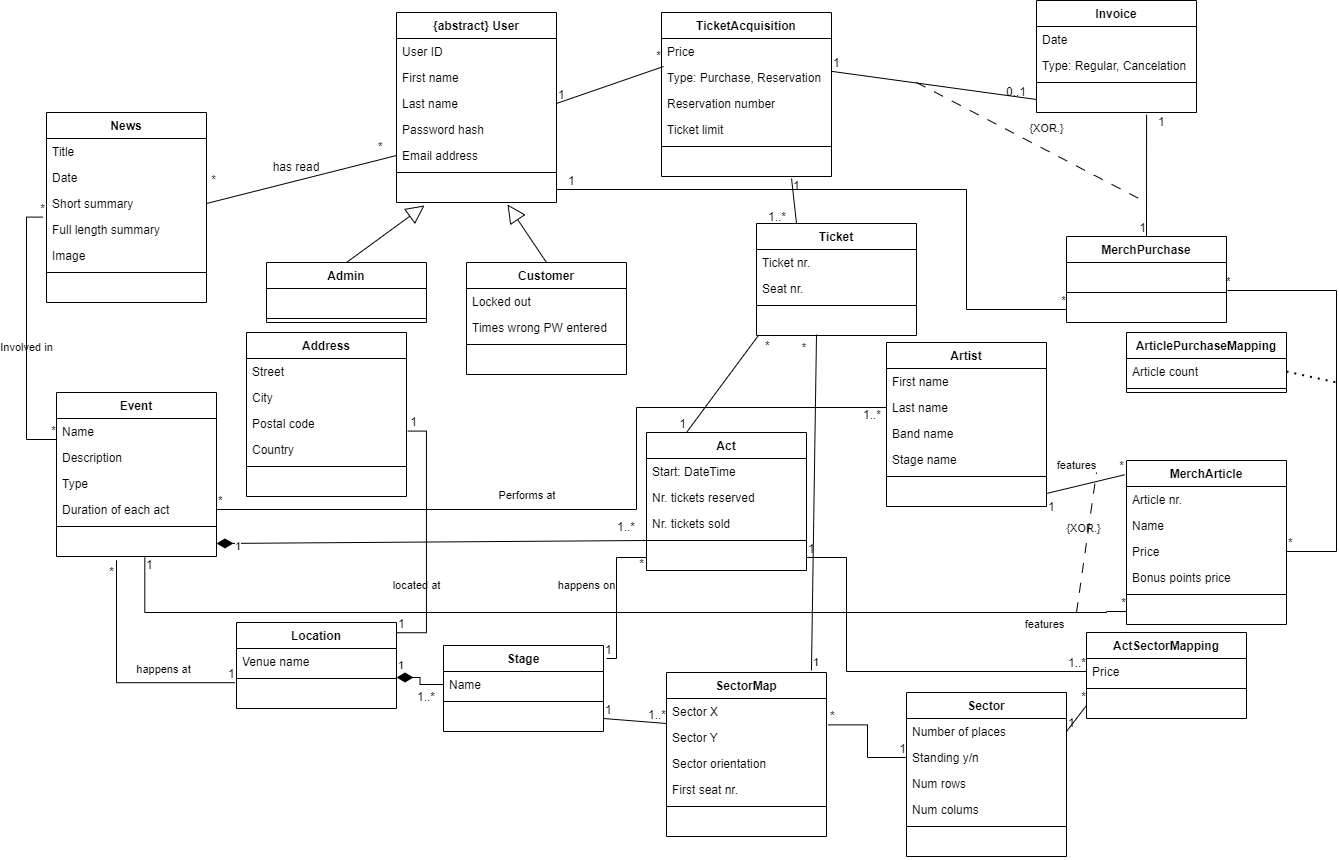 {abstract} User
User ID
First name
Last name
Password hash
Email address
TicketAcquisition
Price
Type: Purchase, Reservation
Reservation number
Ticket limit
Invoice
Date
Type: Regular, Cancelation
News
Title
Date
Short summary
Full length summary
Image
has read
*
*
1
*
1
0..1
{XOR.}
1
1
1
*
1
1..*
Admin
Customer
Locked out
Times wrong PW entered
Ticket
Ticket nr.
Seat nr.
MerchPurchase
*
ArticlePurchaseMapping
Article count
*
Involved in
*
Address
Street
City
Postal code
Country
1
Artist
First name
Last name
Band name
Stage name
1..*
*
*
1
Event
Name
Description
Type
Duration of each act
*
Performs at
Act
Start: DateTime
Nr. tickets reserved
Nr. tickets sold
1
1..*
features
1
*
{XOR.}
MerchArticle
Article nr.
Name
Price
Bonus points price
*
*
1
located at
happens on
*
1
features
*
happens at
1
1
Location
Venue name
1
1..*
Stage
Name
1
1
1..*
1
SectorMap
Sector X
Sector Y
Sector orientation
First seat nr.
*
1
Sector
Number of places
Standing y/n
Num rows
Num colums
1
*
1..*
ActSectorMapping
Price